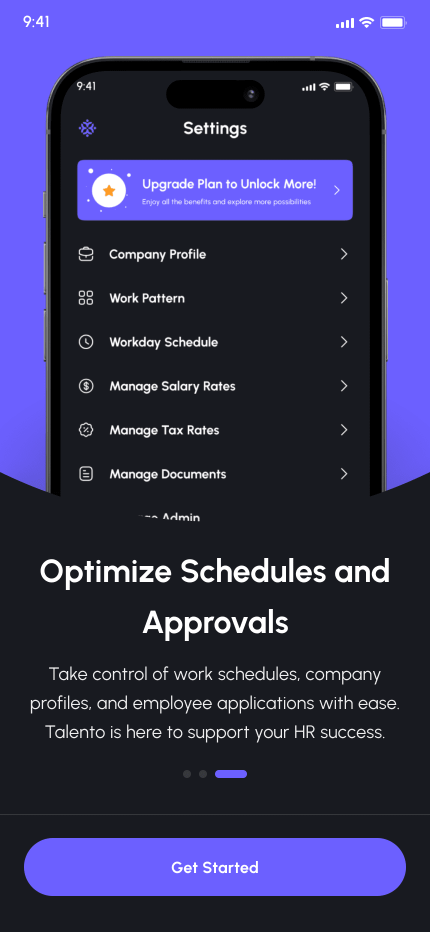 9:41
9:41
Settings
Upgrade Plan to Unlock More!
Enjoy all the benefits and explore more possibilities
Company Profile
Work Pattern
Workday Schedule
Manage Salary Rates
Manage Tax Rates
Manage Documents
Admin
Optimize Schedules and
Approvals
Take control of work schedules, company
profiles, and employee applications with ease.
Talento is here to support your HR success.
Get Started